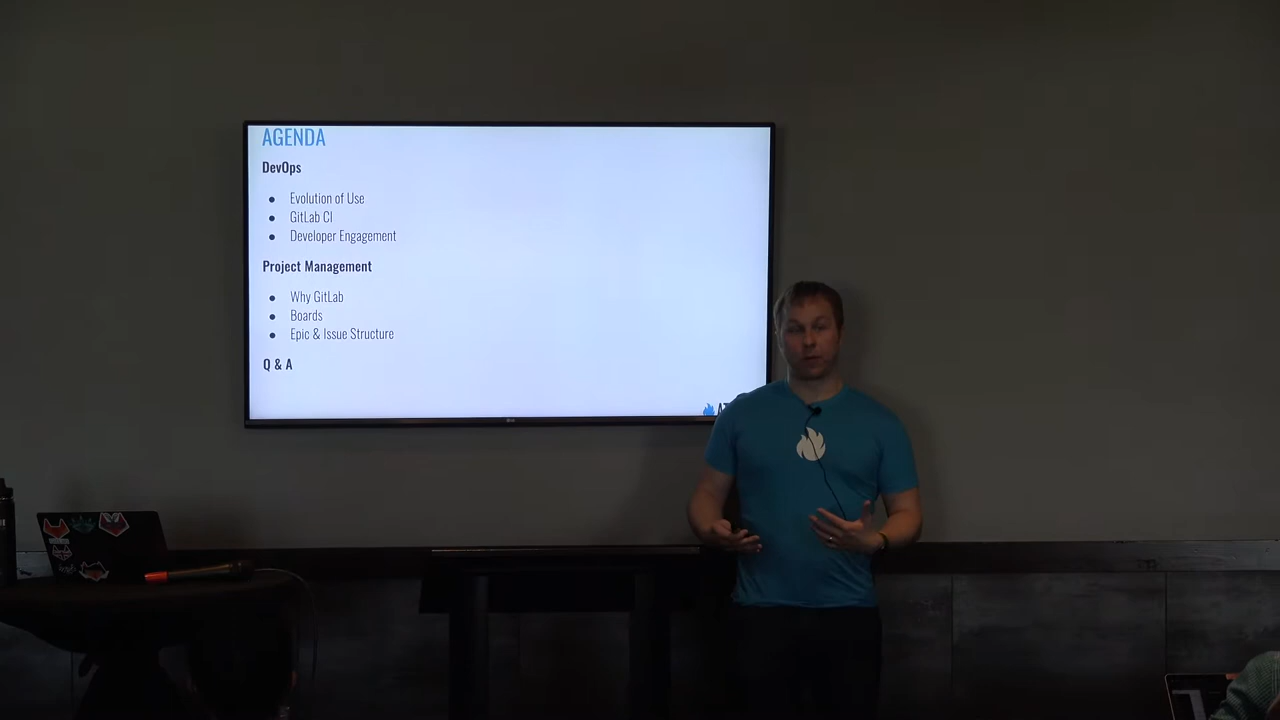 AGENDA
DevOps
● Evolution of Use
● GitLab CI
● Developer Engagement
Project Management
● Why GitLab
● Boards
● Epic & Issue Structure
Q & A